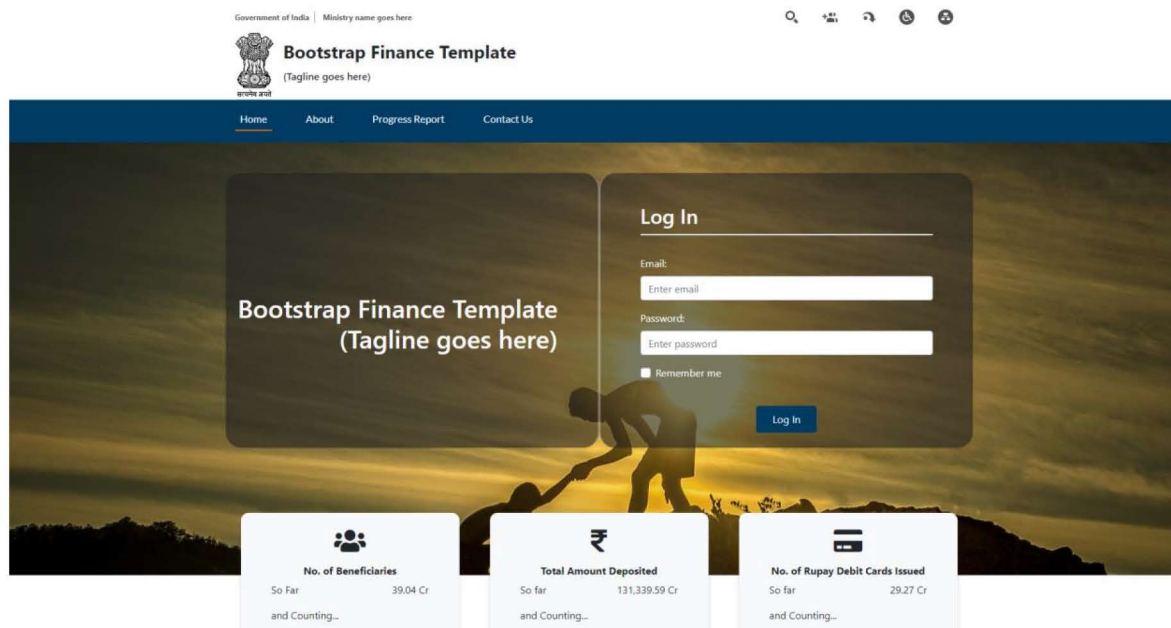 Government of India | Ministry name goes here
Bootstrap Finance Template
(Tagline goes here)
सत्यमेव जयते
Home About Progress Report Contact Us
Bootstrap Finance Template
(Tagline goes here)
Log In
Email:
Enter email
Password:
Enter password
Remember me
Log In
₹
No. of Beneficiaries
So Far 39.04 Cr
and Counting...
Total Amount Deposited
So far 131,339.59 Cr
and Counting...
No. of Rupay Debit Cards Issued
So far 29.27 Cr
and Counting...